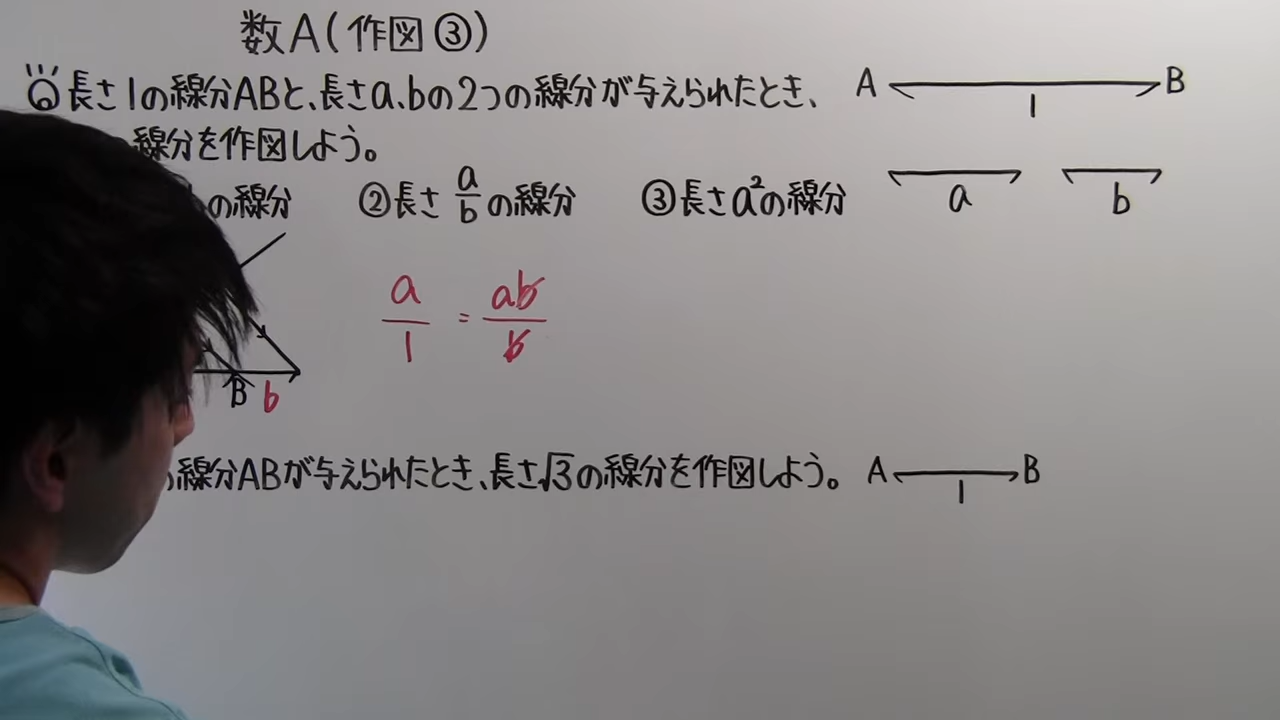 数A(作図③)
長さ1の線分ABと、長さa、bの2つの線分が与えられたとき、
線分を作図しよう。
の線分 ②長さ a/b の線分 ③長さa²の線分
A B
1
a b
a/1 = ab/b
B b
線分ABが与えられたとき、長さ√3の線分を作図しよう。
A B
1